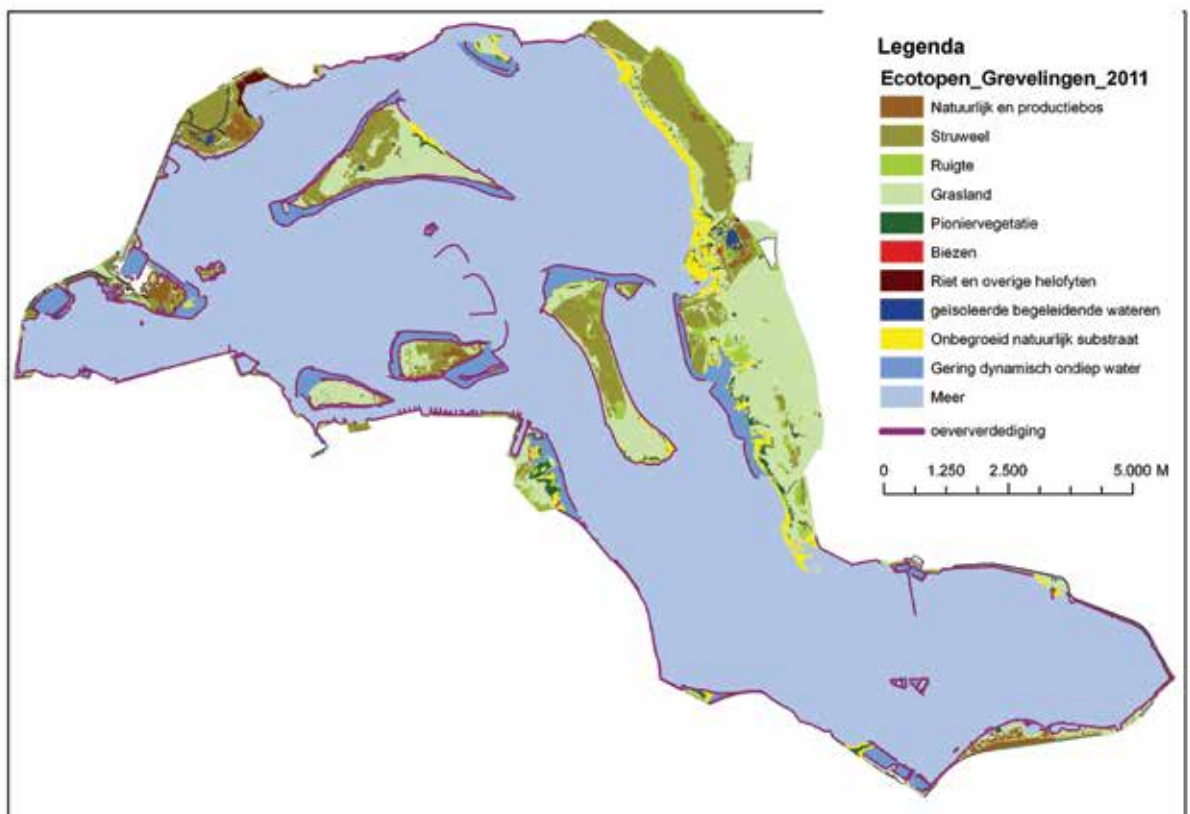 Legenda
Ecotopen_Grevelingen_2011
Natuurlijk en productiebos
Struweel
Ruigte
Grasland
Pioniervegetatie
Biezen
Riet en overige helofyten
geïsoleerde begeleidende wateren
Onbegroeid natuurlijk substraat
Gering dynamisch ondiep water
Meer
oeververdediging
0 1.250 2.500 5.000 M